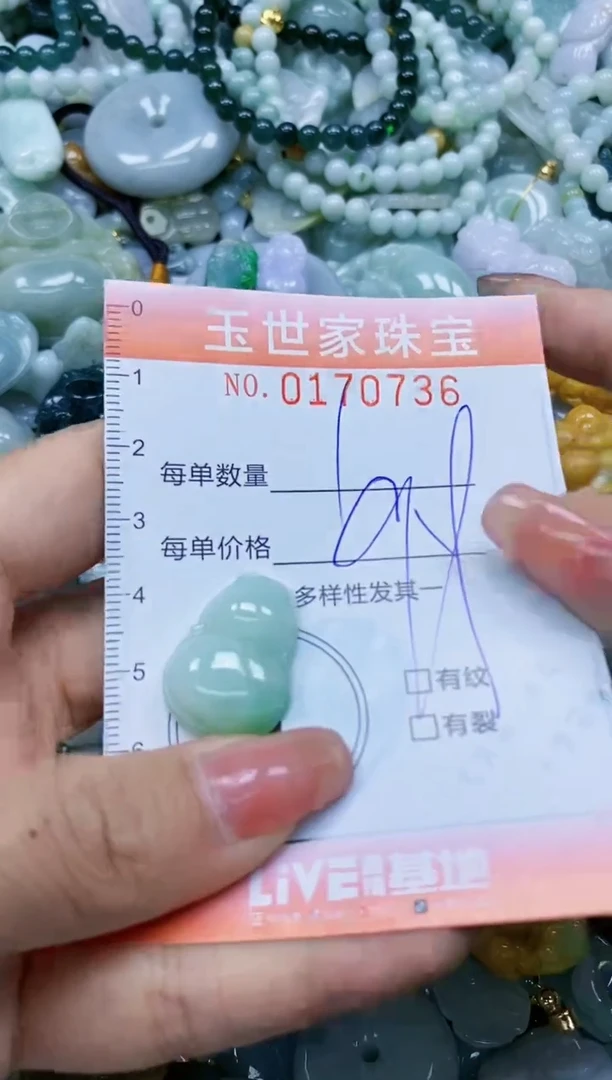 0
玉世家珠宝
1
NO. 0170736
2
每单数量
3
每单价格
4
多样性发其一
5
有纹
有裂
6
LiVE 基地